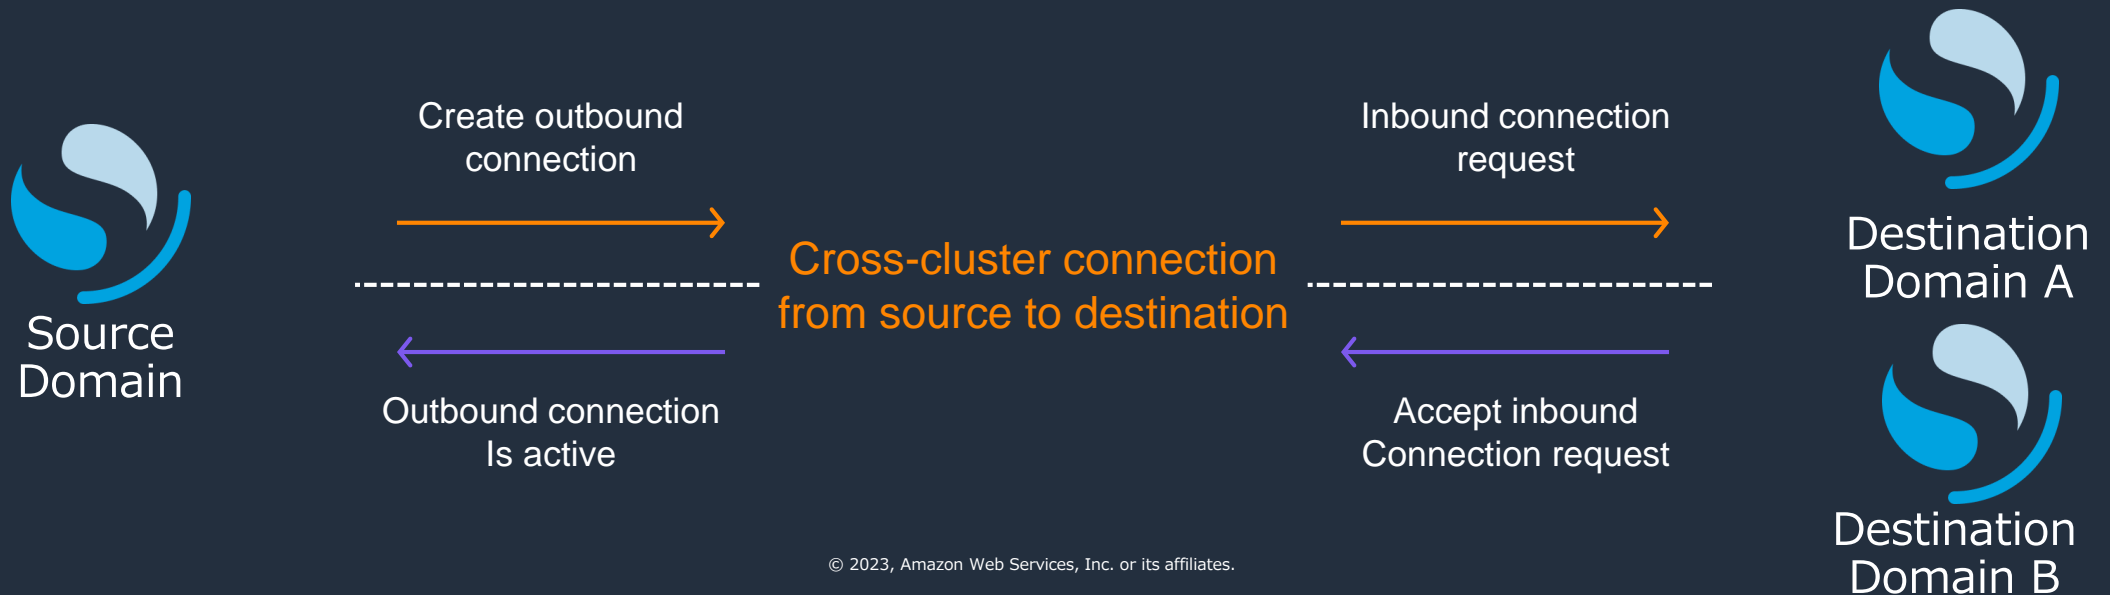 Source
Domain
Create outbound
connection
Outbound connection
Is active
Cross-cluster connection
from source to destination
Inbound connection
request
Accept inbound
Connection request
Destination
Domain A
Destination
Domain B
© 2023, Amazon Web Services, Inc. or its affiliates.